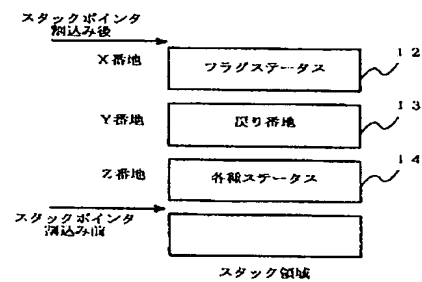 スタックポインタ
割込み後
X番地
フラグステータス
12
Y番地
戻り番地
13
Z番地
各線ステータス
14
スタックポインタ
割込み前
スタック領域